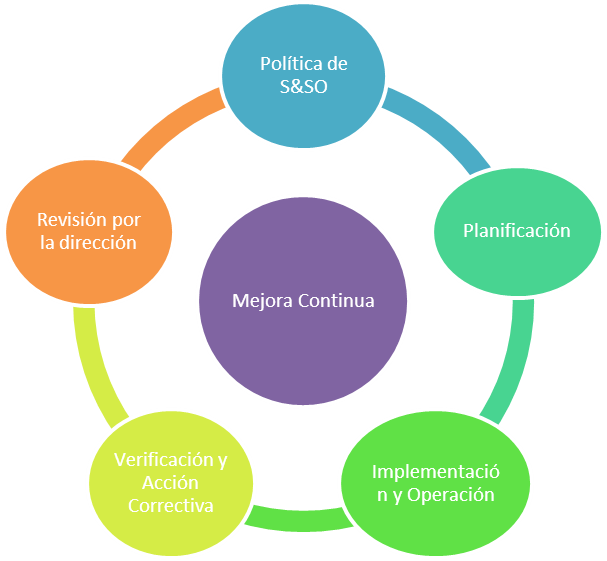 Política de
S&SO
Planificación
Implementació
n y Operación
Verificación y
Acción
Correctiva
Revisión por
la dirección
Mejora Continua